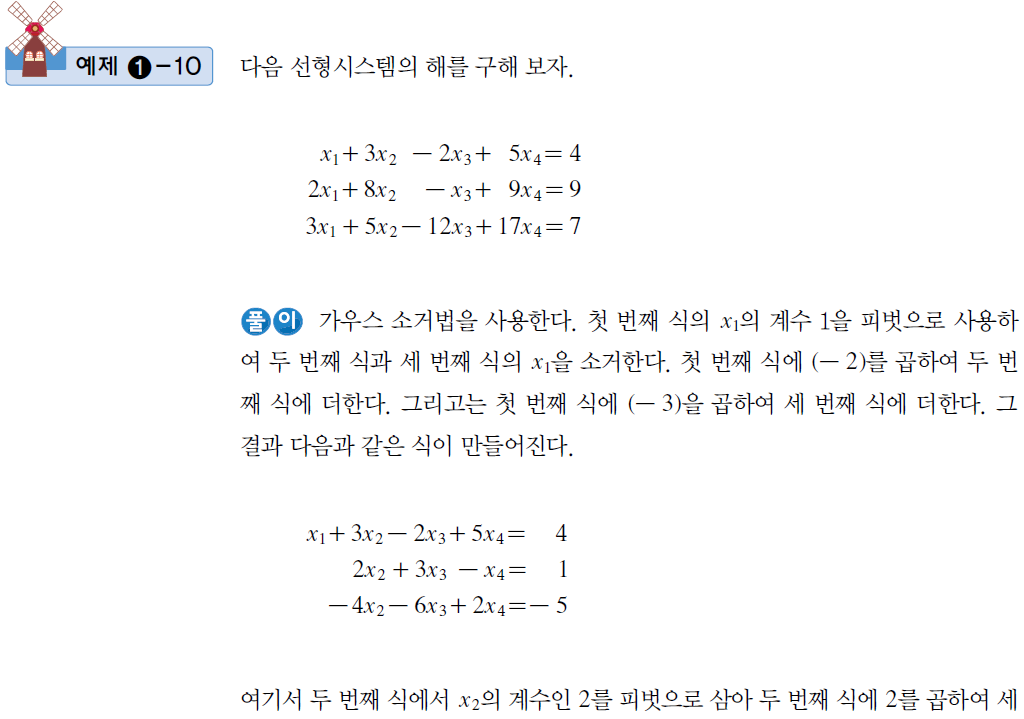 예제 ❶-10 다음 선형시스템의 해를 구해 보자.
x₁+3x₂ -2x₃+ 5x₄=4
2x₁+8x₂ -x₃+ 9x₄=9
3x₁+5x₂-12x₃+17x₄=7
풀이 가우스 소거법을 사용한다. 첫 번째 식의 x₁의 계수 1을 피벗으로 사용하
여 두 번째 식과 세 번째 식의 x₁을 소거한다. 첫 번째 식에 (-2)를 곱하여 두 번
째 식에 더한다. 그리고는 첫 번째 식에 (-3)을 곱하여 세 번째 식에 더한다. 그
결과 다음과 같은 식이 만들어진다.
x₁+3x₂-2x₃+5x₄= 4
2x₂+3x₃ -x₄= 1
-4x₂-6x₃+2x₄=-5
여기서 두 번째 식에서 x₂의 계수인 2를 피벗으로 삼아 두 번째 식에 2를 곱하여 세